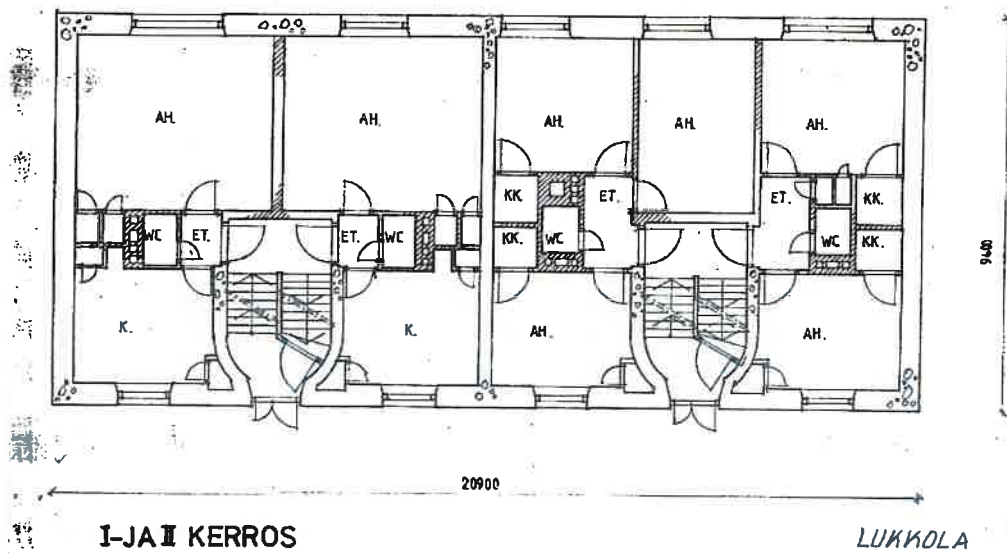 AH. AH. AH. AH. AH.
KK. ET. ET. KK.
WC ET. ET. WC KK. WC WC KK.
K. K. AH. AH.
9400
20900
I-JA II KERROS
LUKKOLA